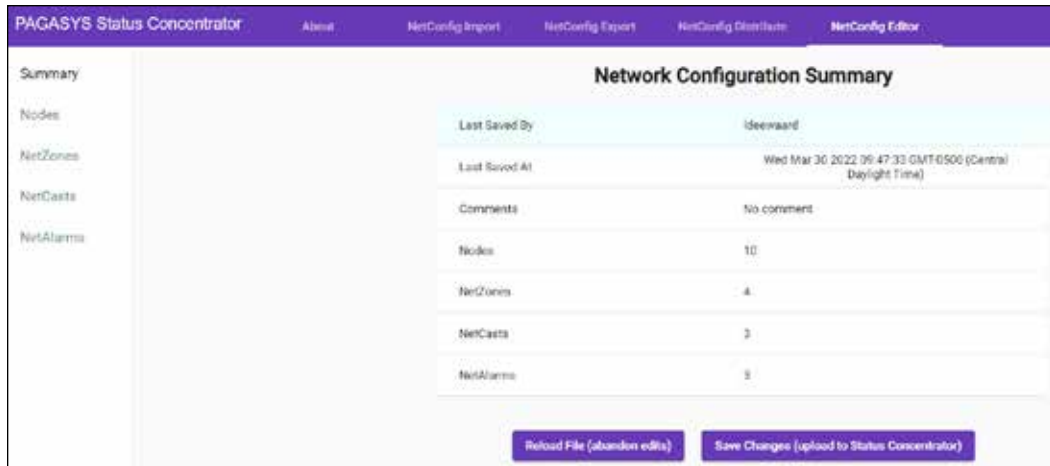 PAGASYS Status Concentrator About NetConfig Import NetConfig Export NetConfig Distribute NetConfig Editor
Summary
Nodes
NetZones
NetCasts
NetAlarms
Network Configuration Summary
Last Saved By ldeewaard
Last Saved At Wed Mar 30 2022 09:47:33 GMT-0500 (Central
Daylight Time)
Comments No comment
Nodes 10
NetZones 4
NetCasts 3
NetAlarms
Reload File (abandon edits) Save Changes (upload to Status Concentrator)